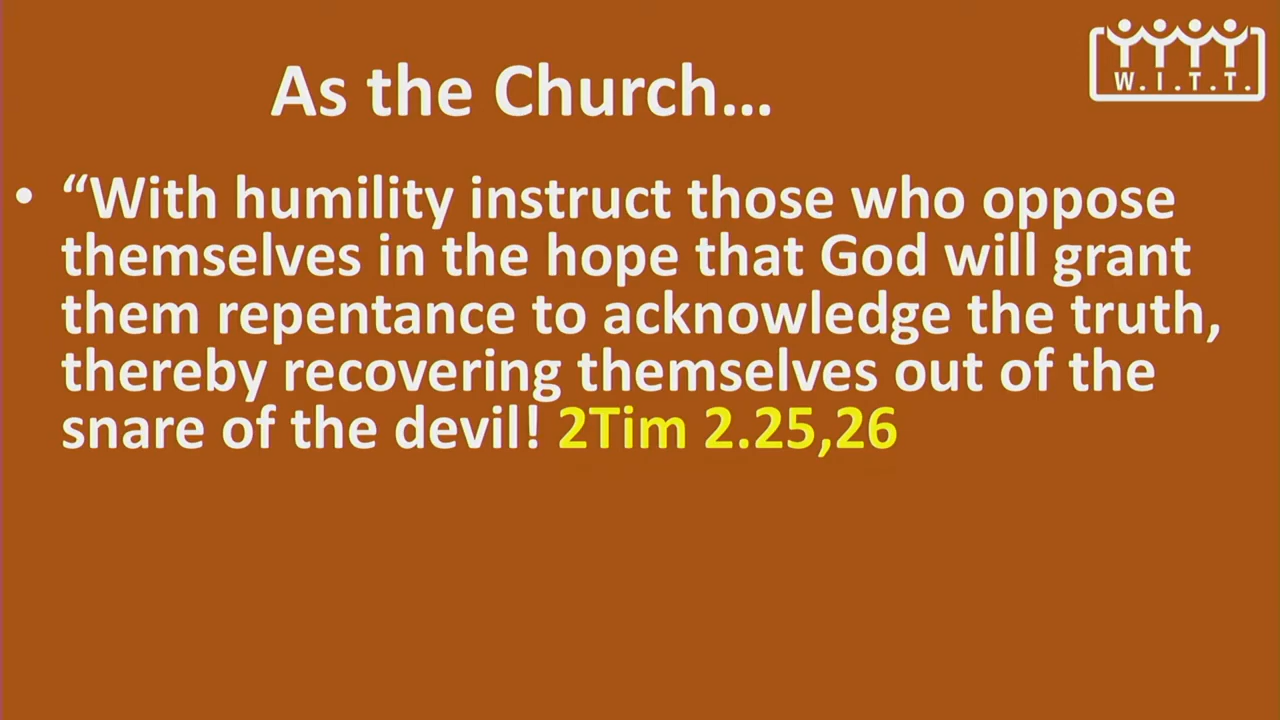 W.I.T.T.
As the Church...
• “With humility instruct those who oppose
themselves in the hope that God will grant
them repentance to acknowledge the truth,
thereby recovering themselves out of the
snare of the devil! 2Tim 2.25,26